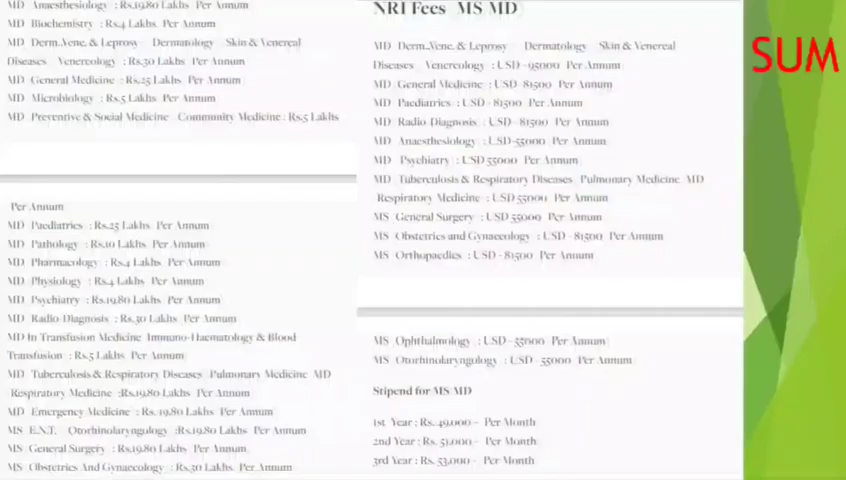 MD Anaesthesiology : Rs.19.80 Lakhs Per Annum
MD Biochemistry : Rs.4 Lakhs Per Annum
MD Derm.,Vene. & Leprosy Dermatology Skin & Venereal
Diseases Venereology : Rs.30 Lakhs Per Annum
MD General Medicine : Rs.25 Lakhs Per Annum
MD Microbiology : Rs.5 Lakhs Per Annum
MD Preventive & Social Medicine Community Medicine : Rs.5 Lakhs
Per Annum
MD Paediatrics : Rs.25 Lakhs Per Annum
MD Pathology : Rs.10 Lakhs Per Annum
MD Pharmacology : Rs.4 Lakhs Per Annum
MD Physiology : Rs.4 Lakhs Per Annum
MD Psychiatry : Rs.19.80 Lakhs Per Annum
MD Radio-Diagnosis : Rs.30 Lakhs Per Annum
MD In Transfusion Medicine Immuno-Haematology & Blood
Transfusion : Rs.5 Lakhs Per Annum
MD Tuberculosis & Respiratory Diseases Pulmonary Medicine MD
Respiratory Medicine :Rs.19.80 Lakhs Per Annum
MD Emergency Medicine : Rs. 19.80 Lakhs Per Annum
MS E.N.T. Otorhinolaryngology :Rs.19.80 Lakhs Per Annum
MS General Surgery : Rs.19.80 Lakhs Per Annum
MS Obstetrics And Gynaecology : Rs.30 Lakhs Per Annum
NRI Fees MS MD
MD Derm.,Vene. & Leprosy Dermatology Skin & Venereal
Diseases Venereology : USD - 95000 Per Annum
MD General Medicine : USD - 81500 Per Annum
MD Paediatrics : USD - 81500 Per Annum
MD Radio-Diagnosis : USD - 81500 Per Annum
MD Anaesthesiology : USD-55000 Per Annum
MD Psychiatry : USD 55000 Per Annum
MD Tuberculosis & Respiratory Diseases Pulmonary Medicine MD
Respiratory Medicine : USD 55000 Per Annum
MS General Surgery : USD 55000 Per Annum
MS Obstetrics and Gynaecology : USD - 81500 Per Annum
MS Orthopaedics : USD - 81500 Per Annum
MS Ophthalmology : USD - 55000 Per Annum
MS Otorhinolaryngology : USD - 55000 Per Annum
Stipend for MS MD
1st Year : Rs. 49,000 - Per Month
2nd Year : Rs. 51,000 - Per Month
3rd Year : Rs. 53,000 - Per Month
SUM